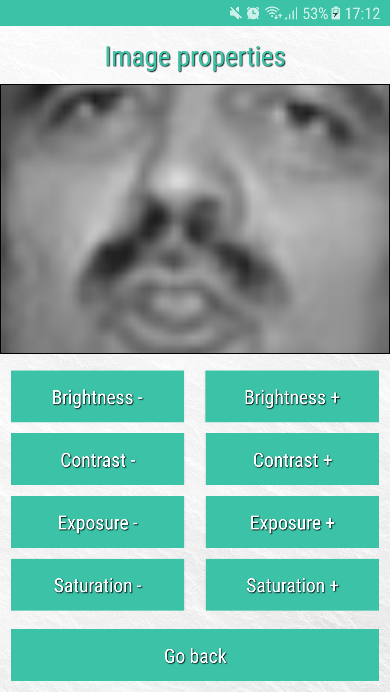 53% 17:12
Image properties
Brightness - Brightness +
Contrast - Contrast +
Exposure - Exposure +
Saturation - Saturation +
Go back